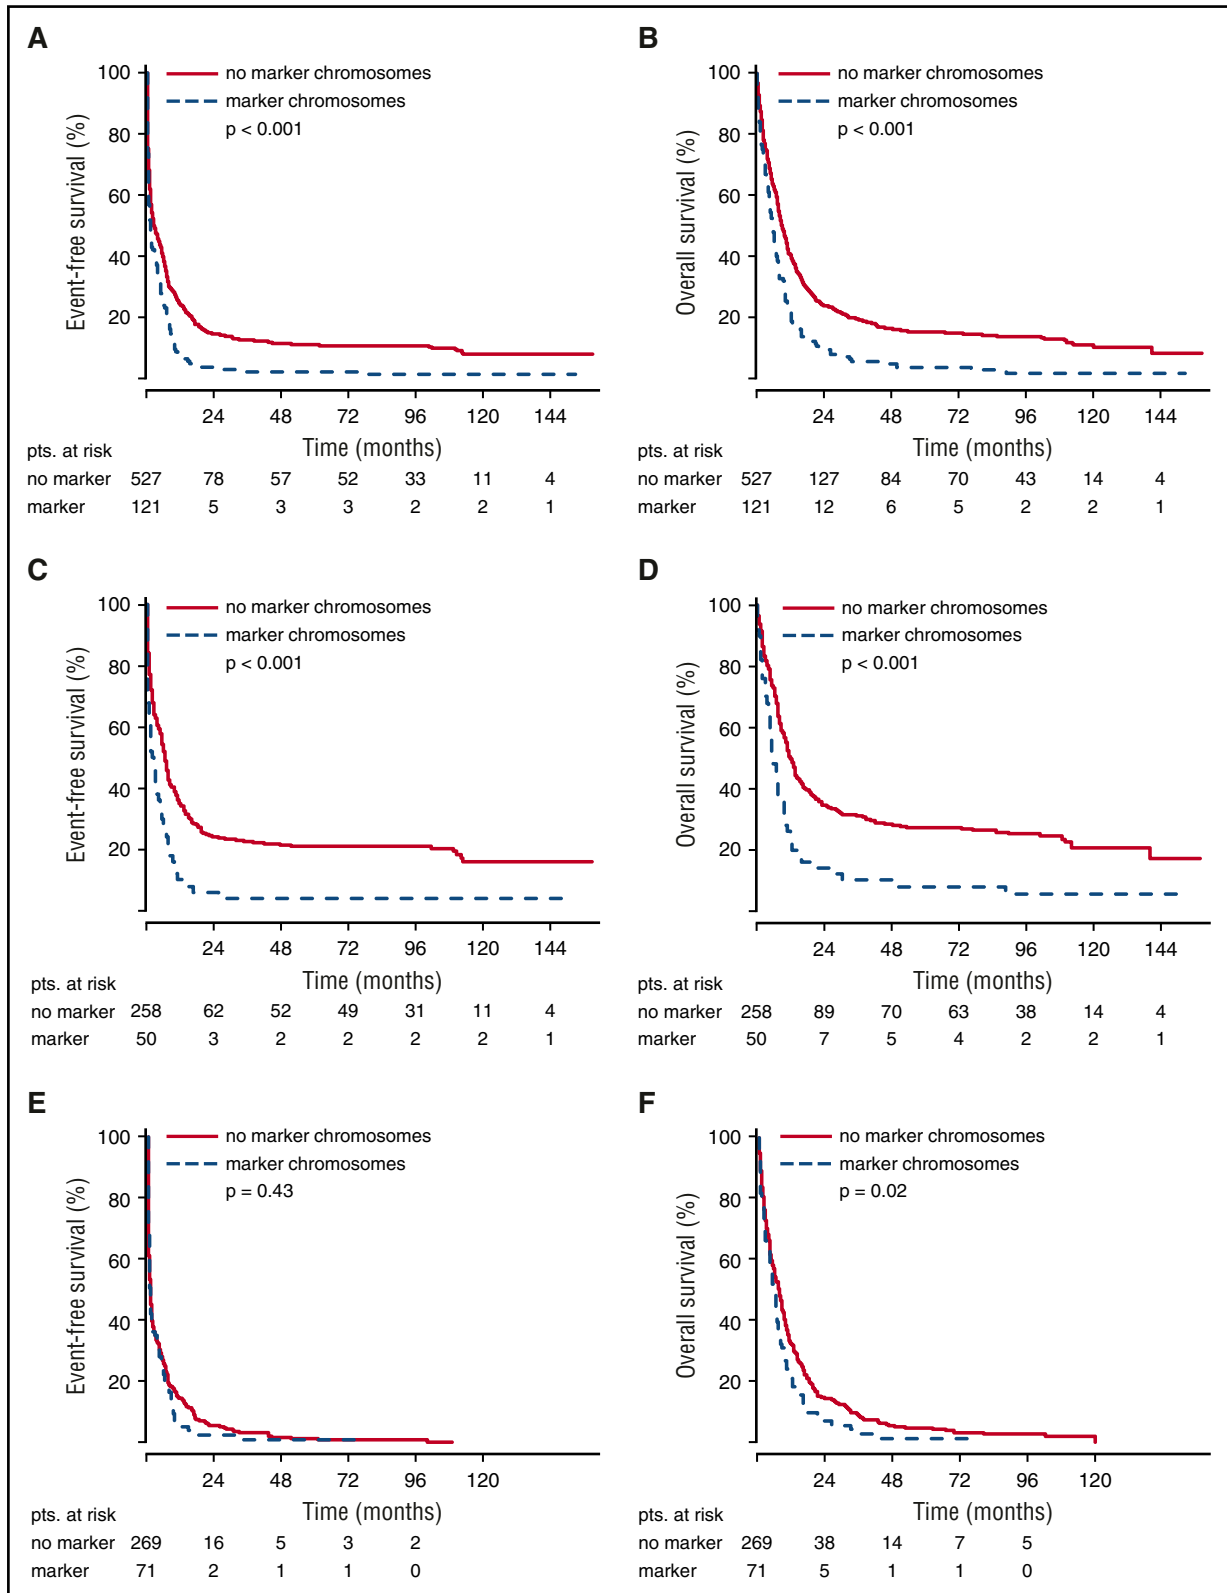 A
Event-free survival (%)
100
80
60
40
20
no marker chromosomes
marker chromosomes
p < 0.001
24 48 72 96 120 144
Time (months)
pts. at risk
no marker 527 78 57 52 33 11 4
marker 121 5 3 3 2 2 1
B
Overall survival (%)
100
80
60
40
20
no marker chromosomes
marker chromosomes
p < 0.001
24 48 72 96 120 144
Time (months)
pts. at risk
no marker 527 127 84 70 43 14 4
marker 121 12 6 5 2 2 1
C
Event-free survival (%)
100
80
60
40
20
no marker chromosomes
marker chromosomes
p < 0.001
24 48 72 96 120 144
Time (months)
pts. at risk
no marker 258 62 52 49 31 11 4
marker 50 3 2 2 2 2 1
D
Overall survival (%)
100
80
60
40
20
no marker chromosomes
marker chromosomes
p < 0.001
24 48 72 96 120 144
Time (months)
pts. at risk
no marker 258 89 70 63 38 14 4
marker 50 7 5 4 2 2 1
E
Event-free survival (%)
100
80
60
40
20
no marker chromosomes
marker chromosomes
p = 0.43
24 48 72 96 120
Time (months)
pts. at risk
no marker 269 16 5 3 2
marker 71 2 1 1 0
F
Overall survival (%)
100
80
60
40
20
no marker chromosomes
marker chromosomes
p = 0.02
24 48 72 96 120
Time (months)
pts. at risk
no marker 269 38 14 7 5
marker 71 5 1 1 0